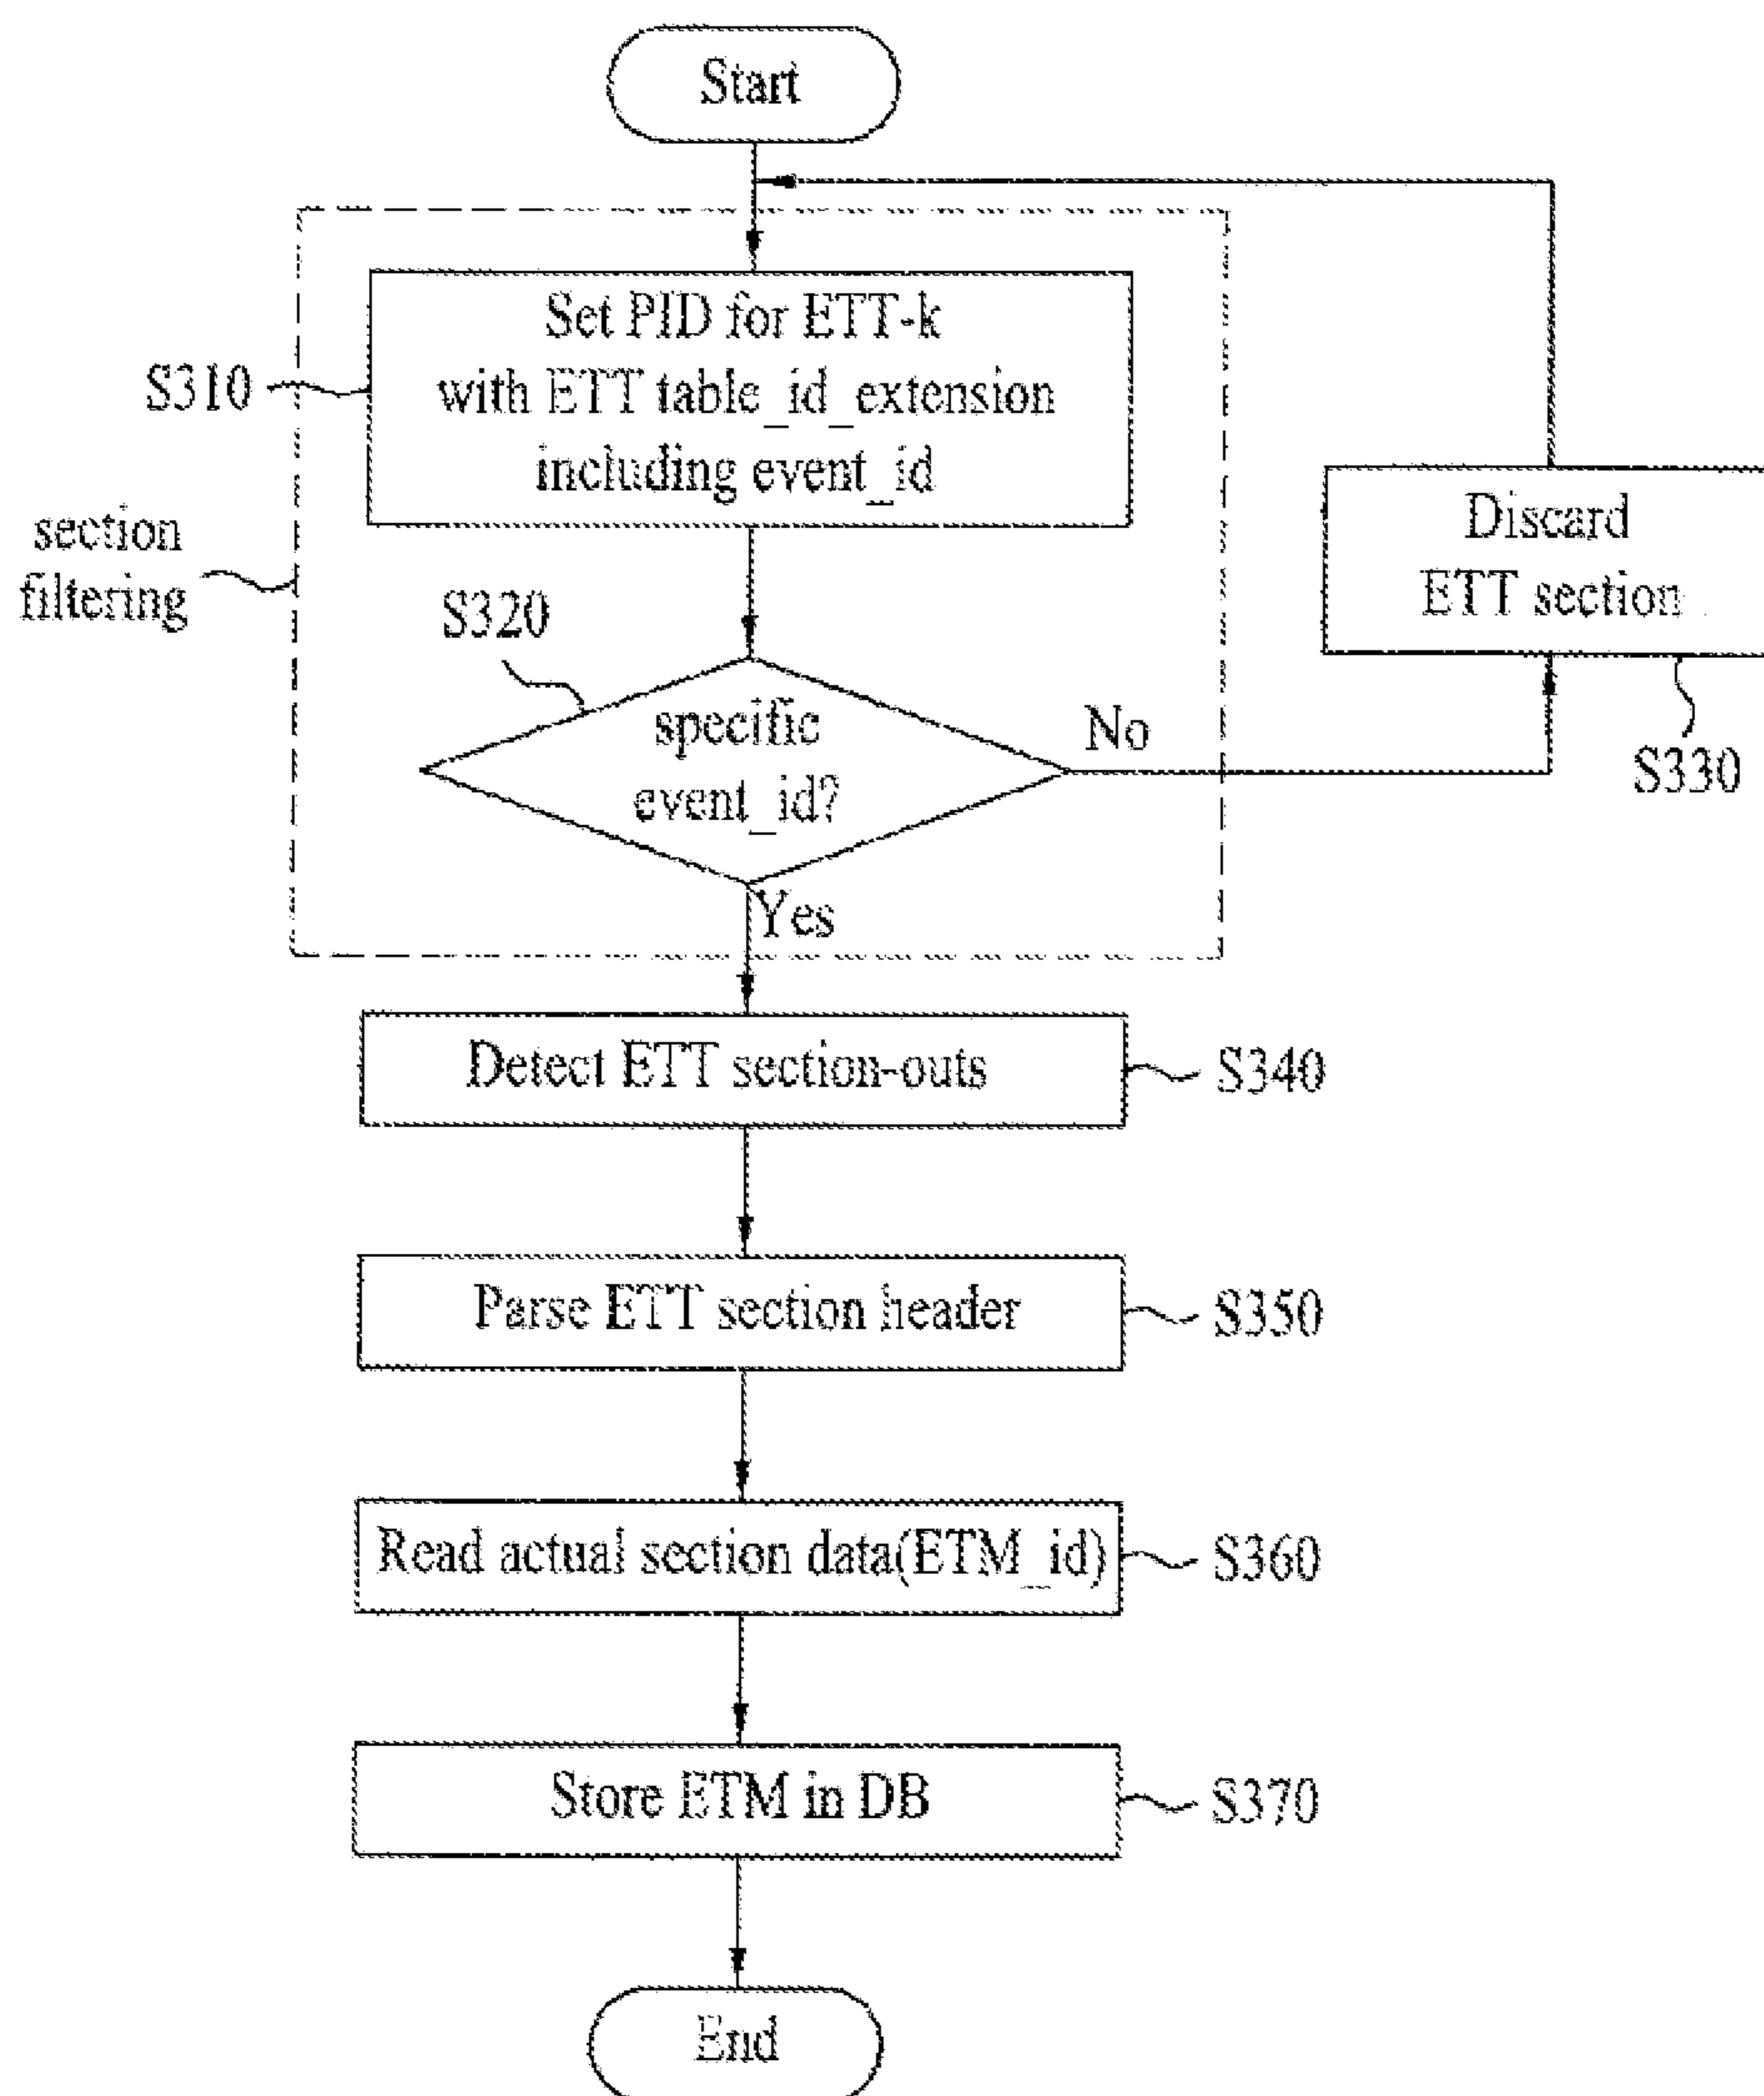 Start
Set PID for ETT-k
with ETT table_id_extension
including event_id
S310
section
filtering
Discard
ETT section
S330
S320
specific
event_id?
No
Yes
Detect ETT section-outs
S340
Parse ETT section header
S350
Read actual section data(ETM_id)
S360
Store ETM in DB
S370
End